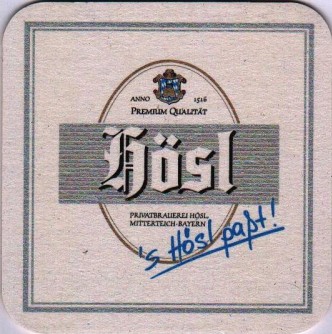 ANNO 1516
PREMIUM QUALITÄT
Hösl
PRIVATBRAUEREI HÖSL,
MITTERTEICH-BAYERN
's Hösl paßt!